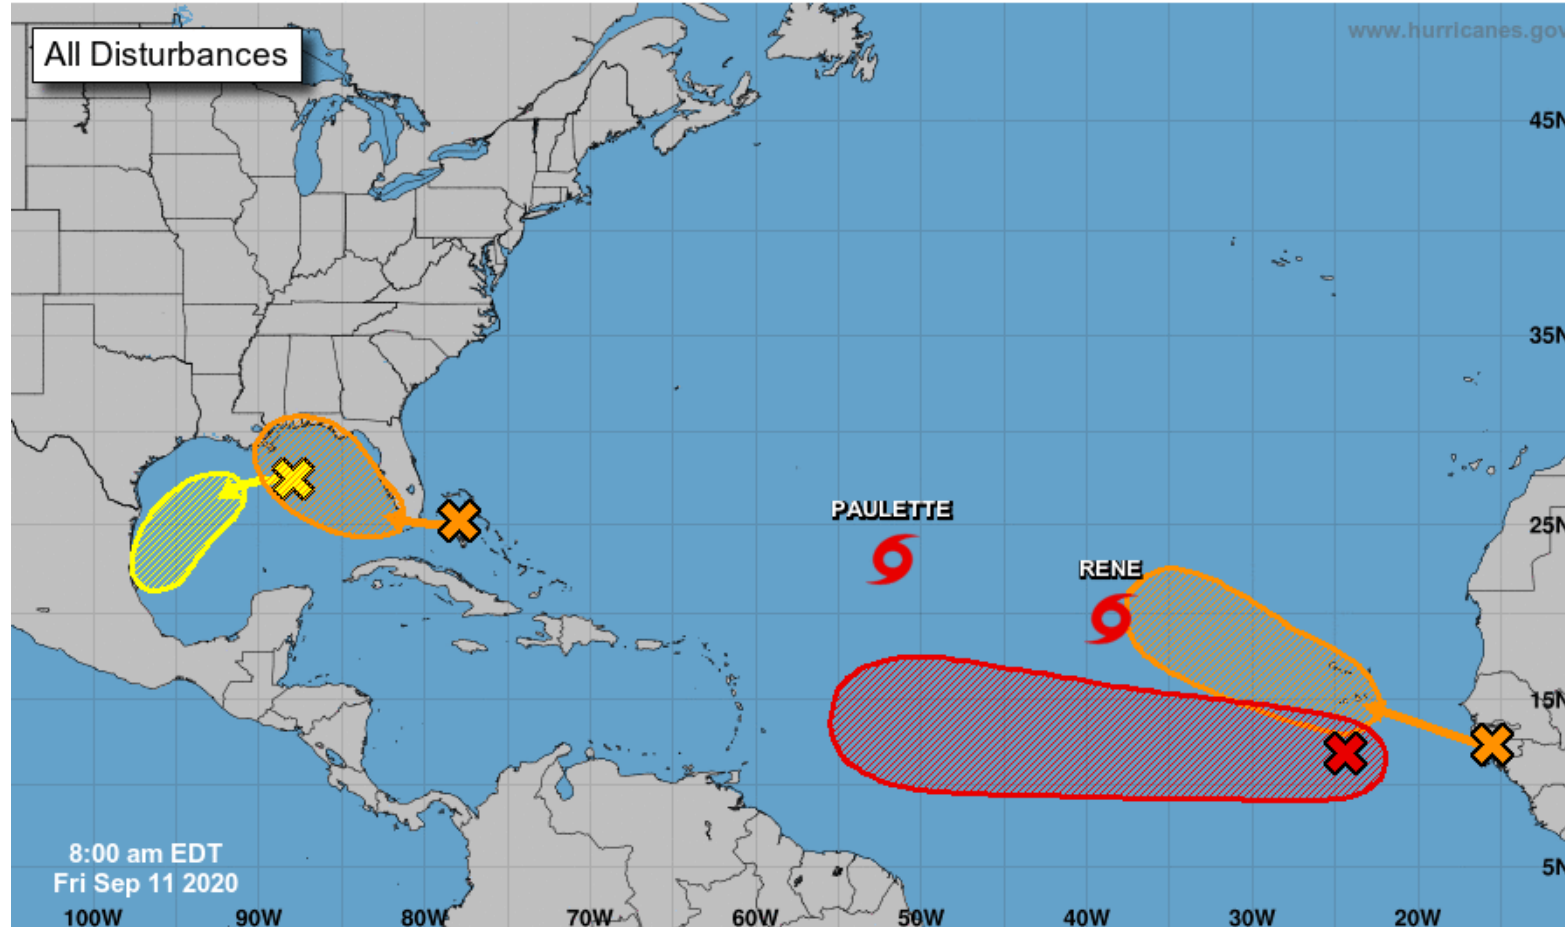 All Disturbances
www.hurricanes.gov
45N
35N
PAULETTE
25N
RENE
15N
8:00 am EDT
Fri Sep 11 2020
5N
100W 90W 80W 70W 60W 50W 40W 30W 20W